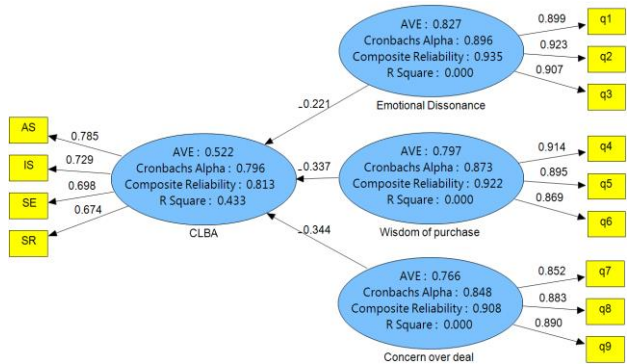 AVE : 0.827
Cronbachs Alpha : 0.896
Composite Reliability : 0.935
R Square : 0.000
Emotional Dissonance
0.899
q1
0.923
q2
0.907
q3
-0.221
AS
0.785
IS
0.729
SE
0.698
SR
0.674
AVE : 0.522
Cronbachs Alpha : 0.796
Composite Reliability : 0.813
R Square : 0.433
CLBA
-0.337
AVE : 0.797
Cronbachs Alpha : 0.873
Composite Reliability : 0.922
R Square : 0.000
Wisdom of purchase
0.914
q4
0.895
q5
0.869
q6
-0.344
AVE : 0.766
Cronbachs Alpha : 0.848
Composite Reliability : 0.908
R Square : 0.000
Concern over deal
0.852
q7
0.883
q8
0.890
q9